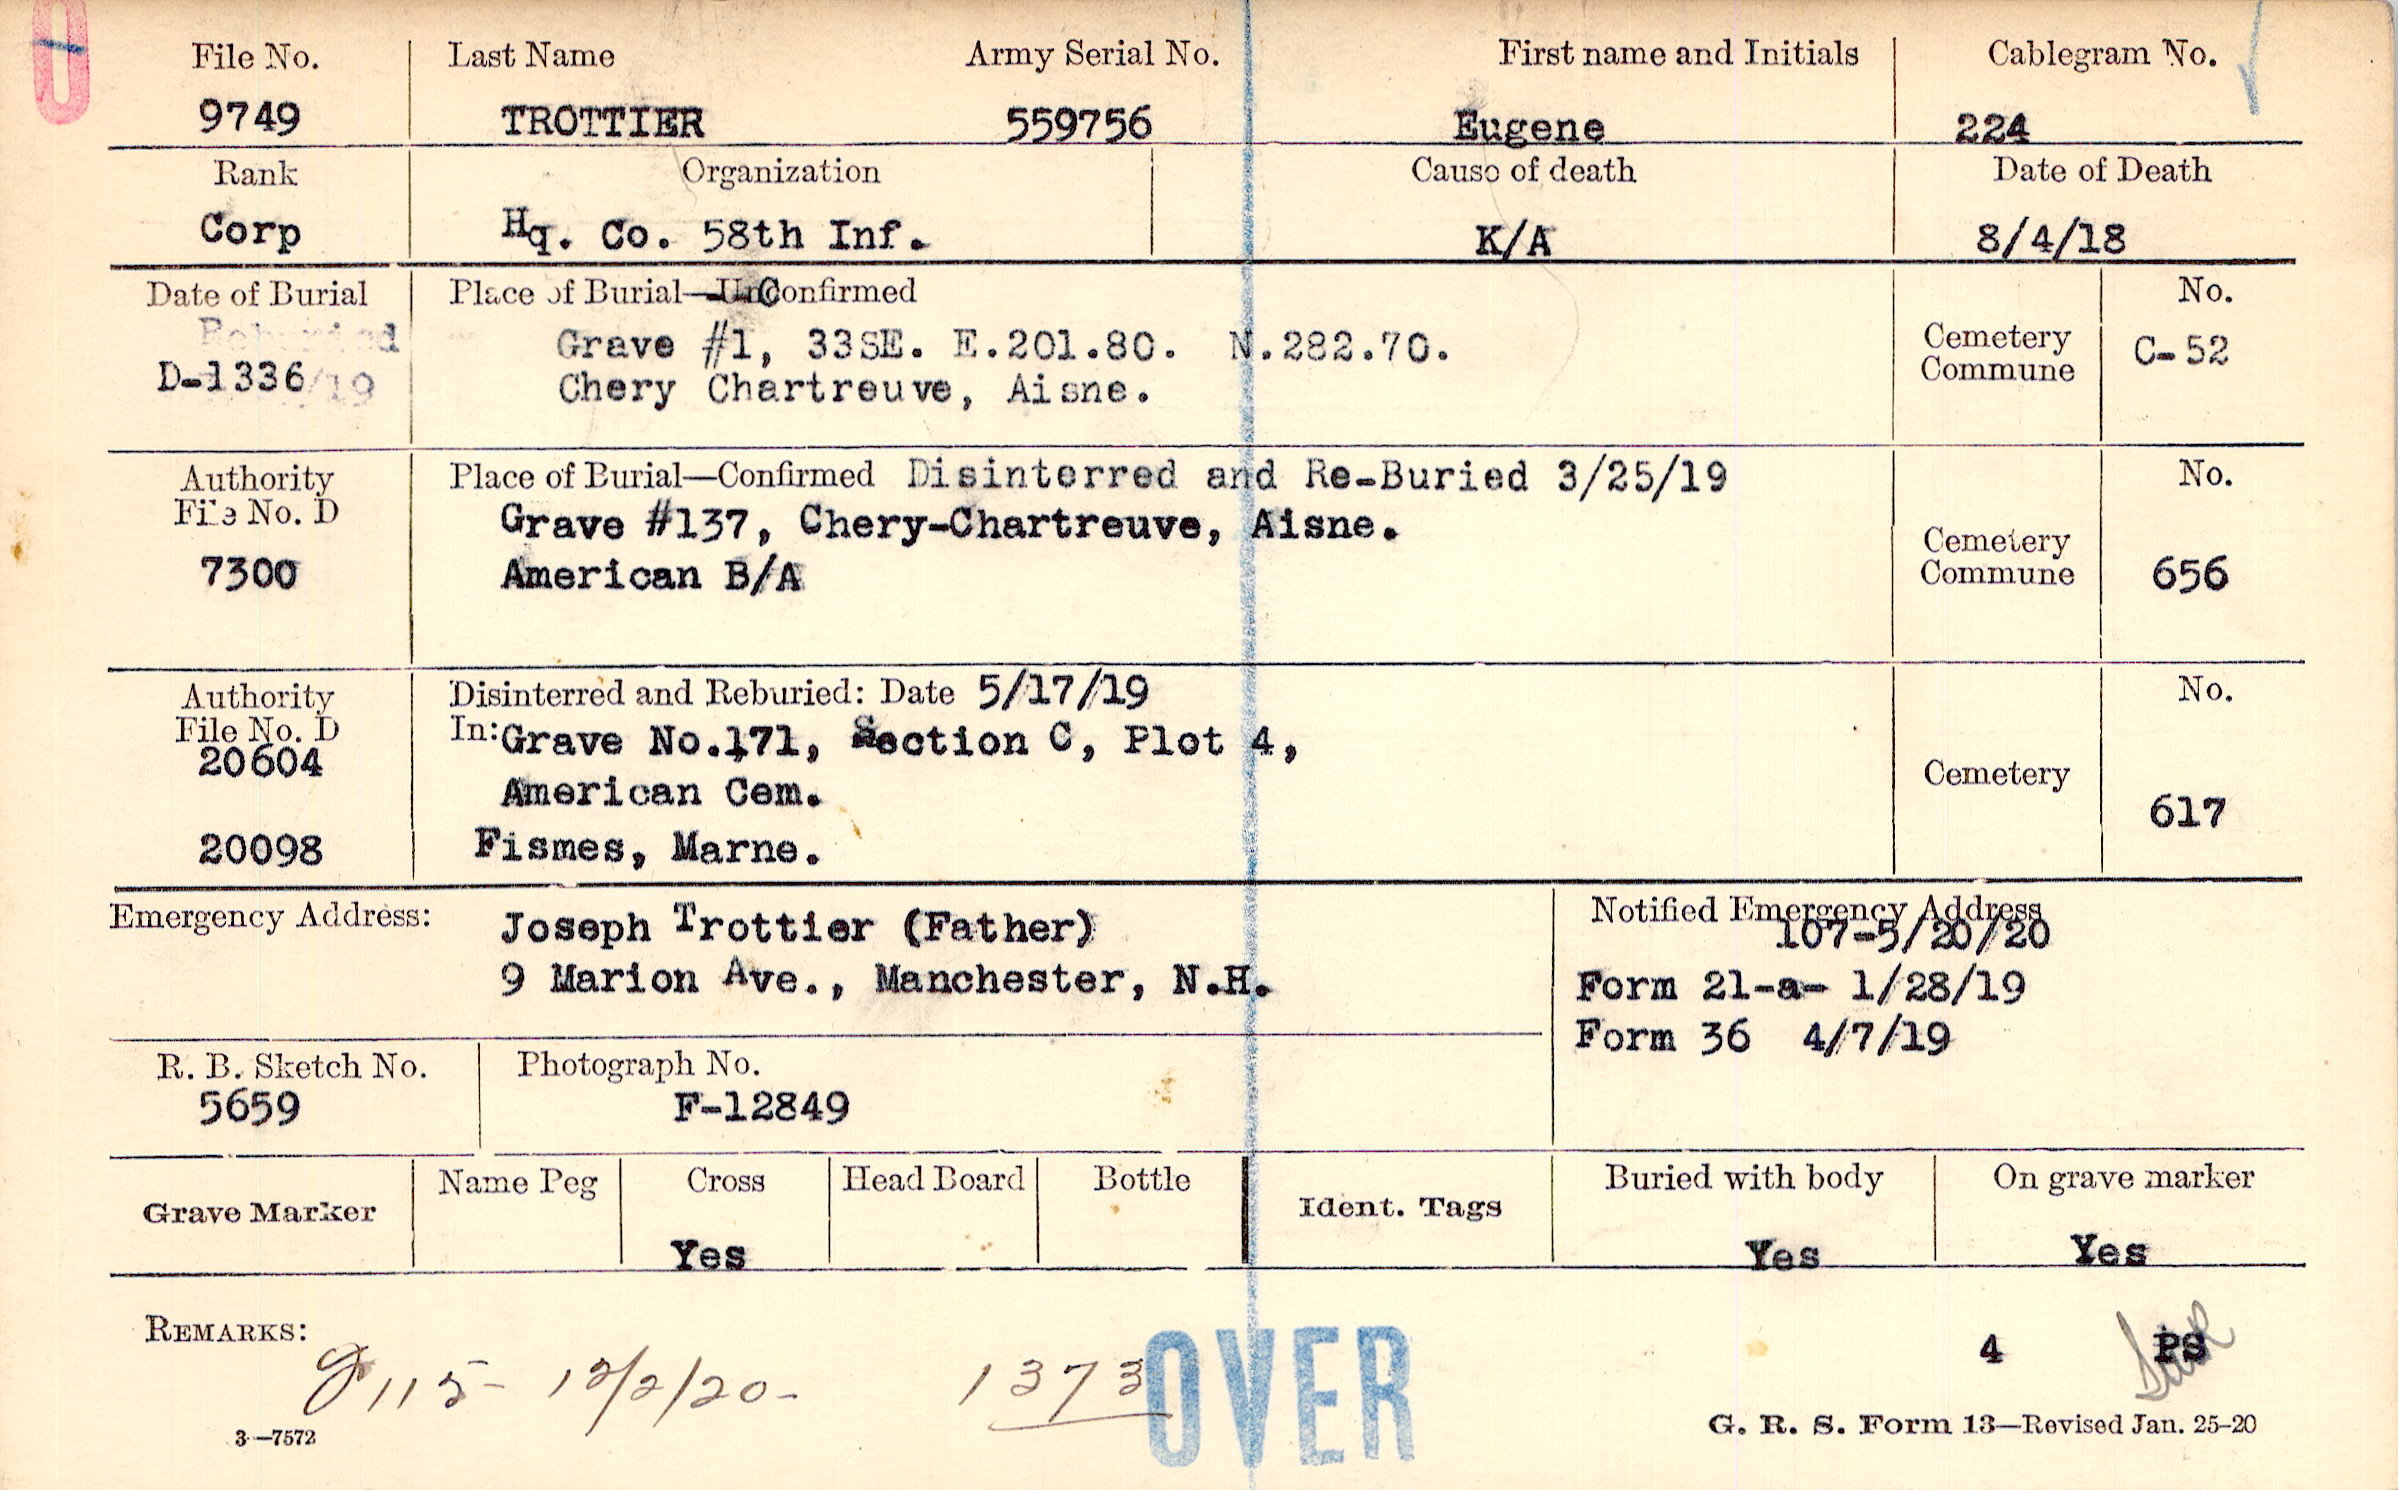 File No. Last Name Army Serial No. First name and Initials Cablegram No.
9749 TROTTIER 559756 Eugene 224
Rank Organization Cause of death Date of Death
Corp Hq. Co. 58th Inf. K/A 8/4/18
Date of Burial Place of Burial—Confirmed No.
Grave #1, 33SE. E.201.80. N.282.70. Cemetery C-52
D-1336 Chery Chartreuve, Aisne. Commune
Authority Place of Burial—Confirmed Disinterred and Re-Buried 3/25/19 No.
File No. D Grave #137, Chery-Chartreuve, Aisne. Cemetery
7300 American B/A Commune 656
Authority Disinterred and Reburied: Date 5/17/19 No.
File No. D In: Grave No.171, Section C, Plot 4,
20604 American Cem. Cemetery 617
20098 Fismes, Marne.
Emergency Address: Joseph Trottier (Father) Notified Emergency Address
107-5/20/20
9 Marion Ave., Manchester, N.H. Form 21-a- 1/28/19
Form 36 4/7/19
R. B. Sketch No. Photograph No.
5659 F-12849
Grave Marker Name Peg Cross Head Board Bottle Ident. Tags Buried with body On grave marker
Yes Yes Yes
REMARKS: 4 PS
115- 12/2/20- 1373 OVER
3—7572 G. R. S. Form 13—Revised Jan. 25-20